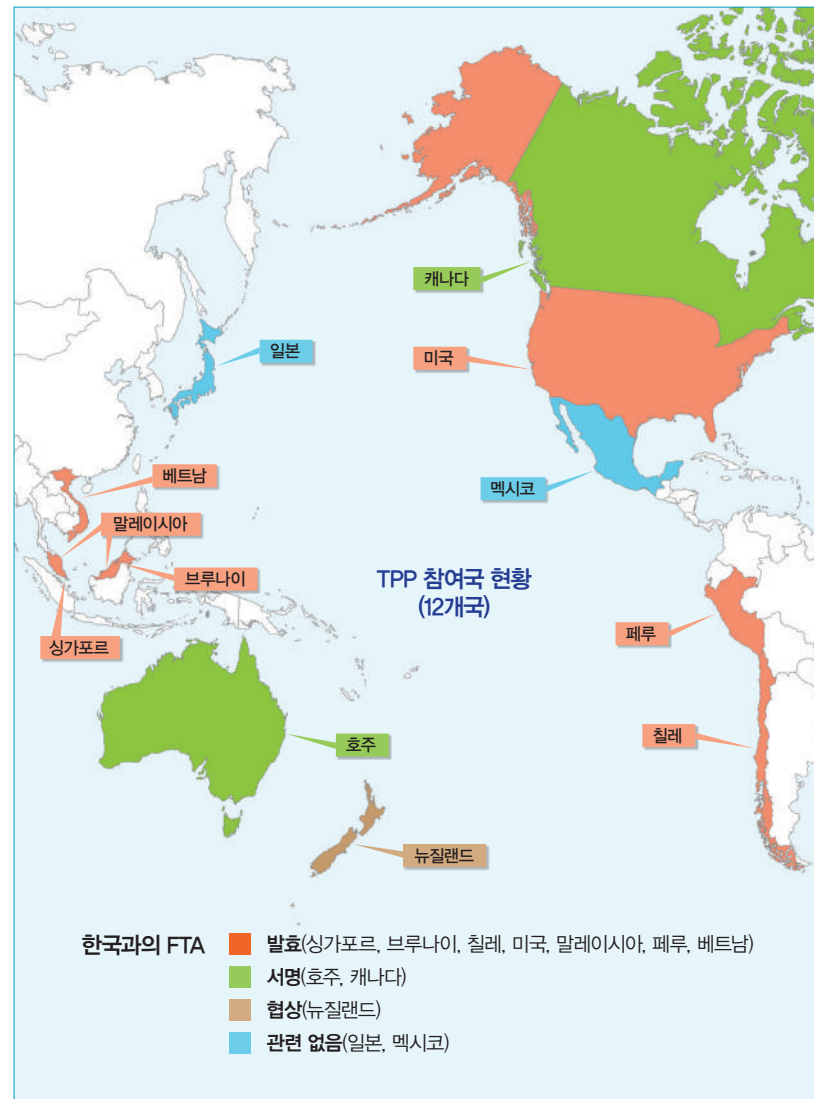 캐나다
일본
미국
베트남
멕시코
말레이시아
브루나이
TPP 참여국 현황
(12개국)
페루
싱가포르
호주
칠레
뉴질랜드
한국과의 FTA
발효(싱가포르, 브루나이, 칠레, 미국, 말레이시아, 페루, 베트남)
서명(호주, 캐나다)
협상(뉴질랜드)
관련 없음(일본, 멕시코)